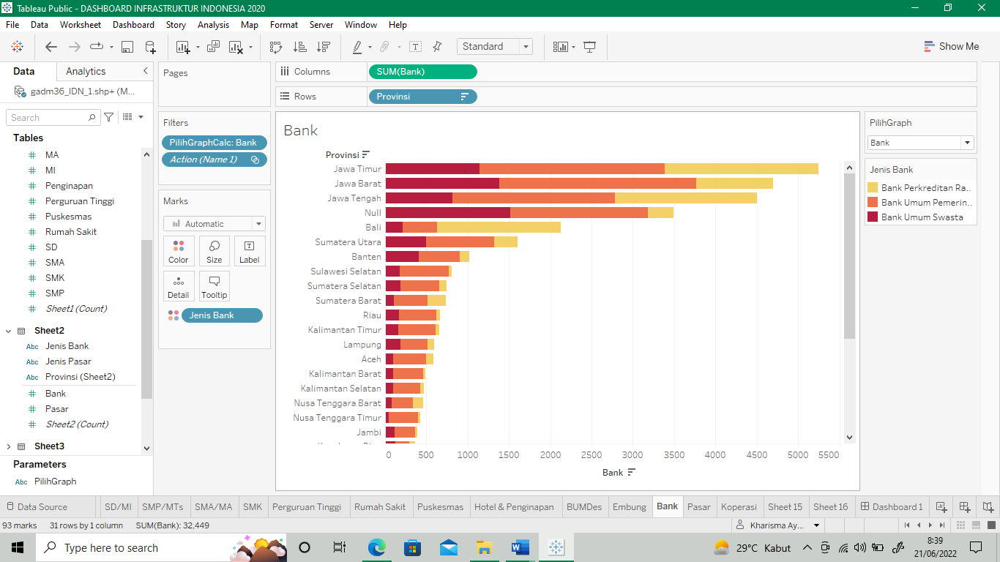 Tableau Public - DASHBOARD INFRASTRUKTUR INDONESIA 2020
File Data Worksheet Dashboard Story Analysis Map Format Server Window Help
Standard
Show Me
Data Analytics
gadm36_IDN_1.shp+ (M...
Search
Tables
MA
MI
Penginapan
Perguruan Tinggi
Puskesmas
Rumah Sakit
SD
SMA
SMK
SMP
Sheet1 (Count)
Sheet2
Abc Jenis Bank
Abc Jenis Pasar
Abc Provinsi (Sheet2)
Bank
Pasar
Sheet2 (Count)
Sheet3
Parameters
Abc PilihGraph
Pages
Filters
PilihGraphCalc: Bank
Action (Name 1)
Marks
Automatic
Color Size Label
Detail Tooltip
Jenis Bank
Columns SUM(Bank)
Rows Provinsi
Bank
Provinsi
Jawa Timur
Jawa Barat
Jawa Tengah
Null
Bali
Sumatera Utara
Banten
Sulawesi Selatan
Sumatera Selatan
Sumatera Barat
Riau
Kalimantan Timur
Lampung
Aceh
Kalimantan Barat
Kalimantan Selatan
Nusa Tenggara Barat
Nusa Tenggara Timur
Jambi
0 500 1000 1500 2000 2500 3000 3500 4000 4500 5000 5500
Bank
PilihGraph
Bank
Jenis Bank
Bank Perkreditan Ra..
Bank Umum Pemerin..
Bank Umum Swasta
Data Source SD/MI SMP/MTs SMA/MA SMK Perguruan Tinggi Rumah Sakit Puskesmas Hotel & Penginapan BUMDes Embung Bank Pasar Koperasi Sheet 15 Sheet 16 Dashboard 1
93 marks 31 rows by 1 column SUM(Bank): 32,449
Kharisma Ay...
Type here to search
29°C Kabut
8:39
21/06/2022